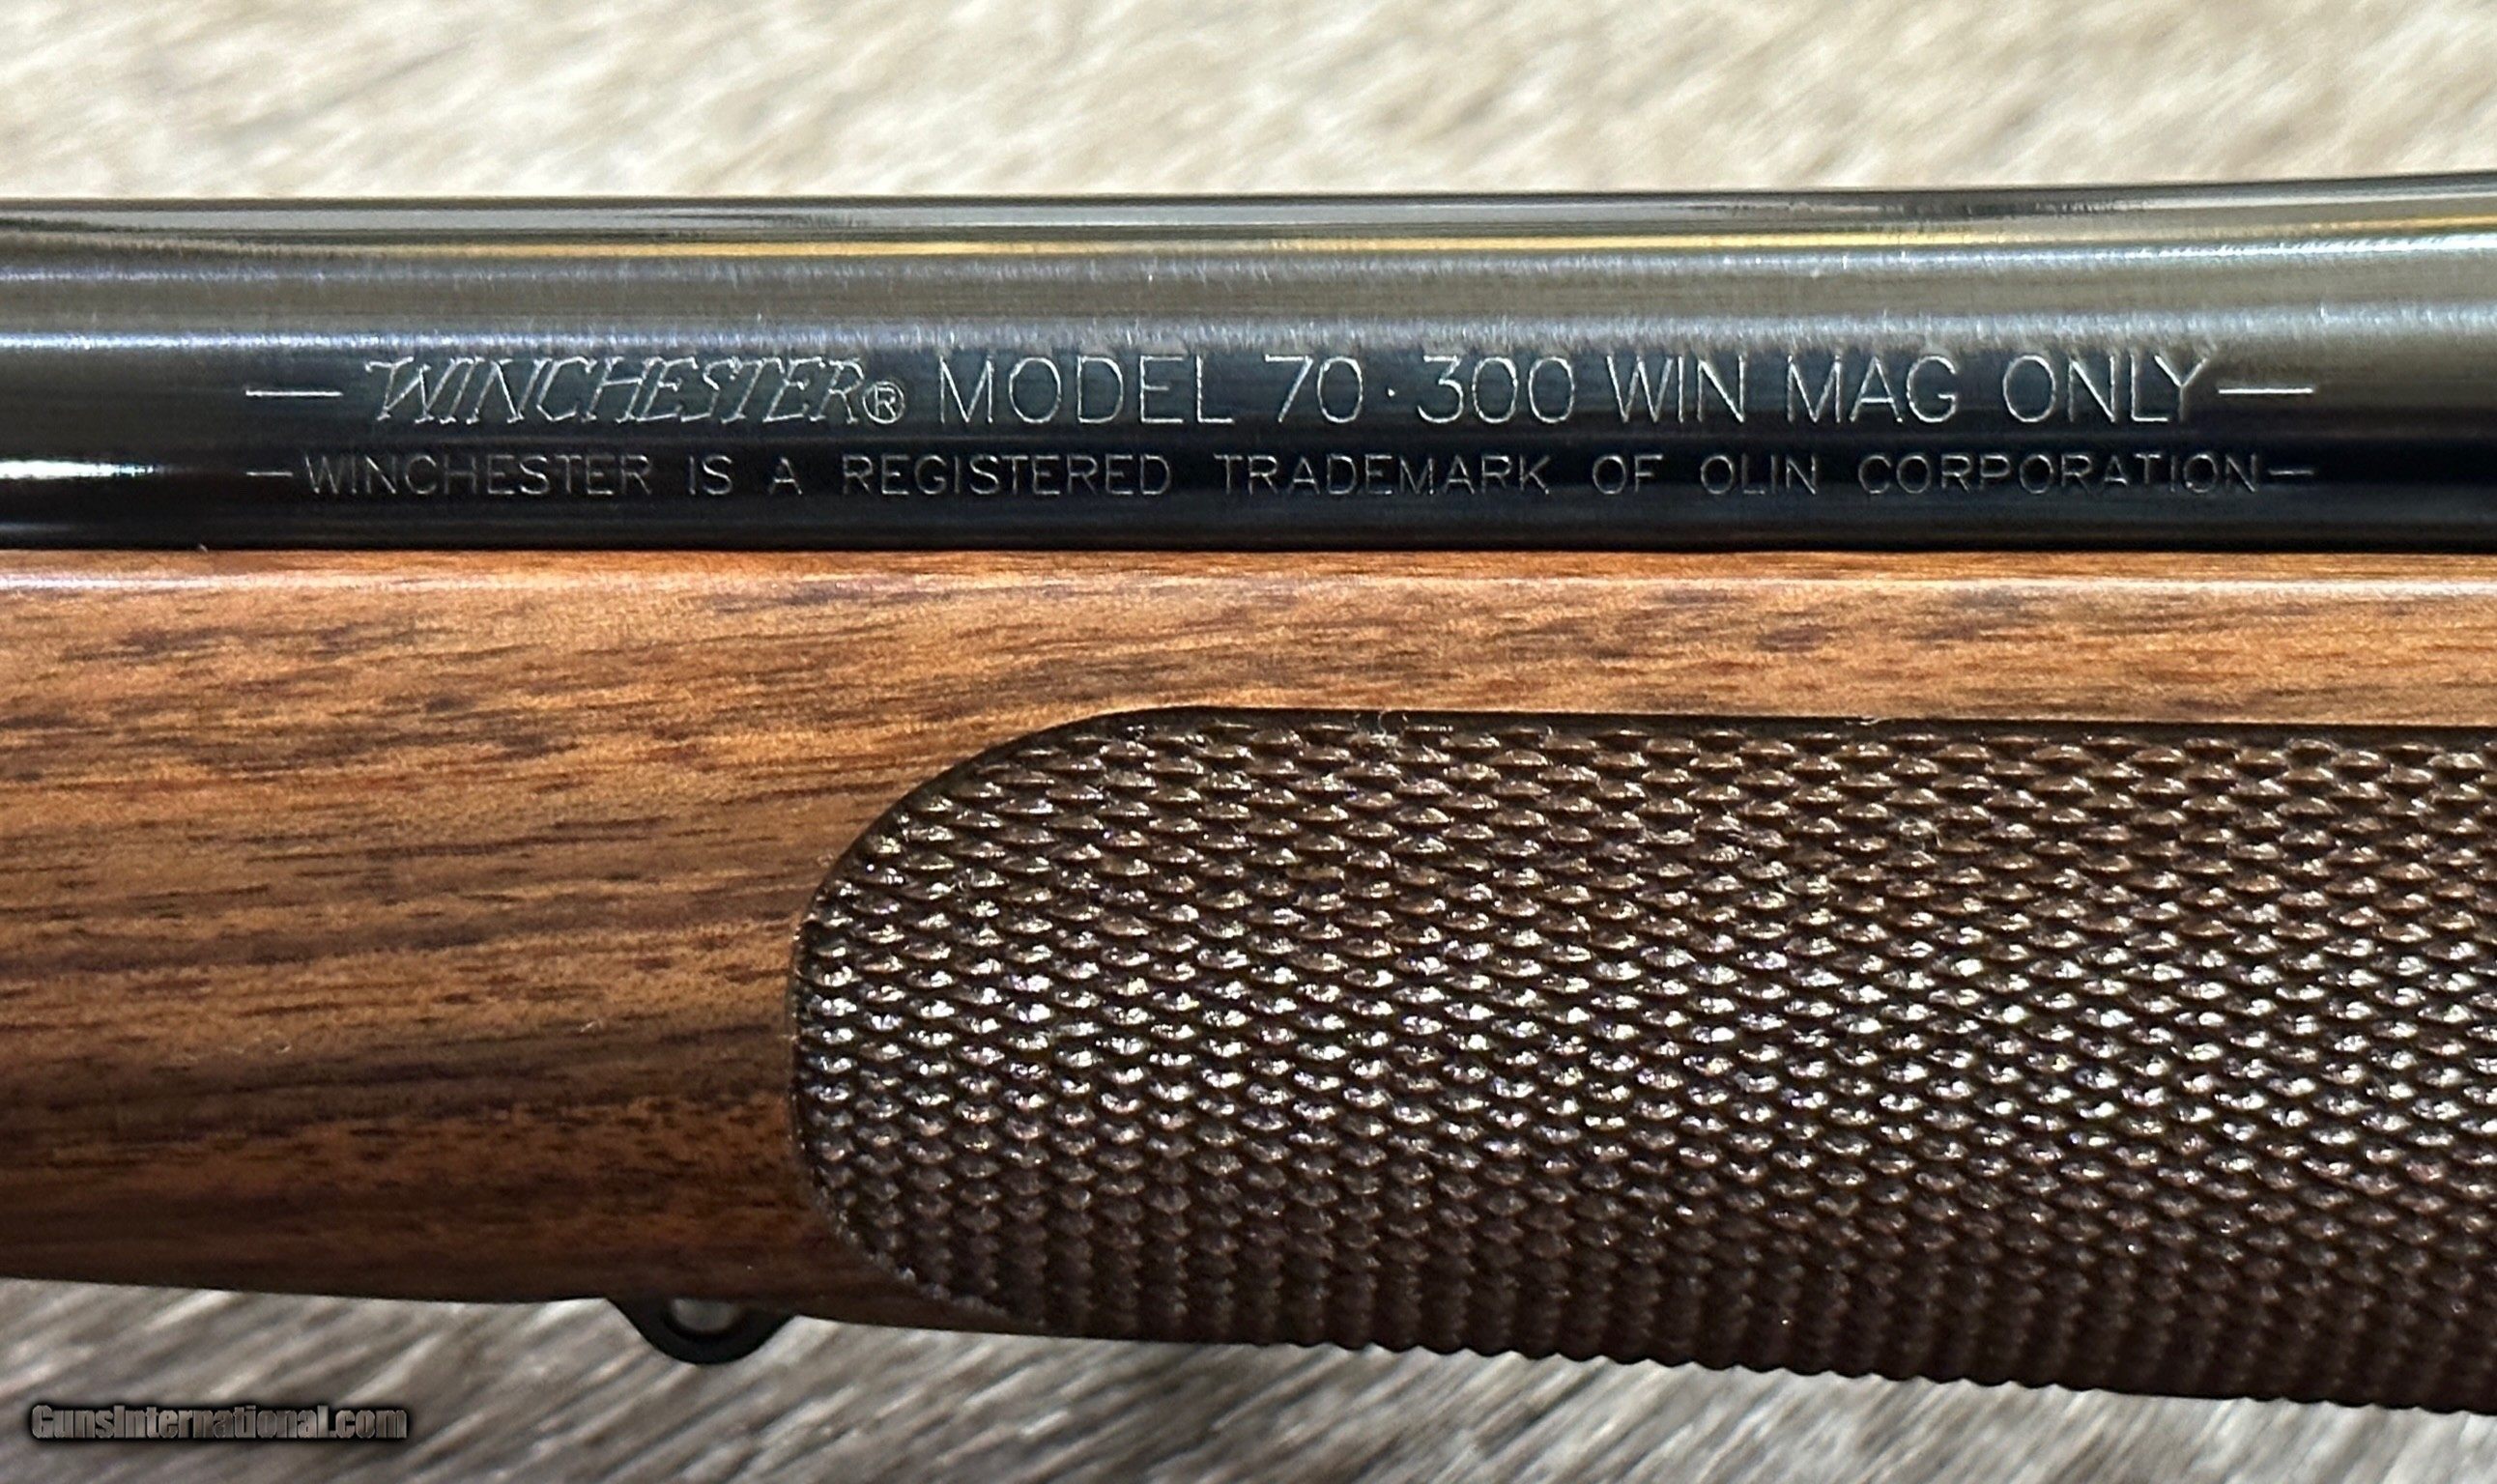 — WINCHESTER® MODEL 70 · 300 WIN MAG ONLY —
— WINCHESTER IS A REGISTERED TRADEMARK OF OLIN CORPORATION —
GunsInternational.com